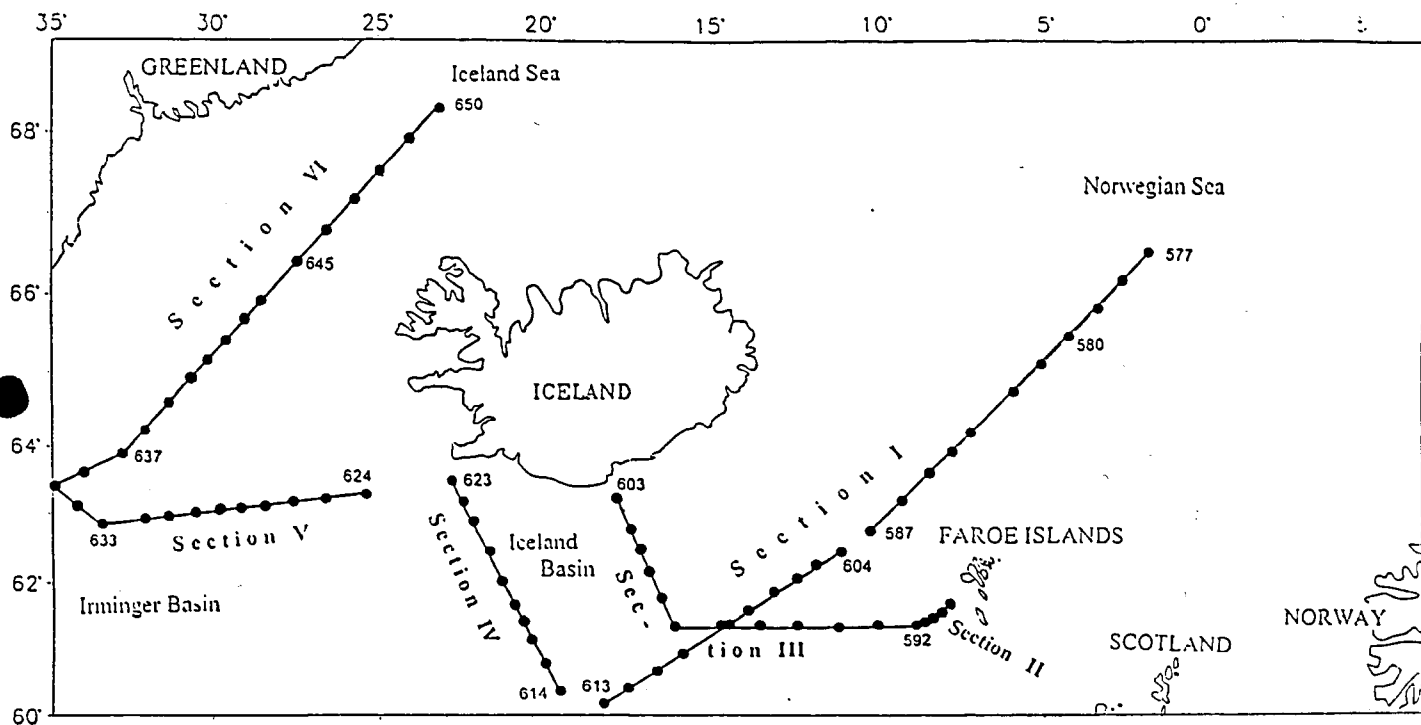 35° 30° 25° 20° 15° 10° 5° 0° 5°
GREENLAND
Iceland Sea
650
68°
Section VI
Norwegian Sea
577
645
66°
580
ICELAND
64°
637
624
623
603
Section I
633
Section V
Section IV
Iceland
Basin
Sec-
587
FAROE ISLANDS
604
62°
Irminger Basin
592
Section II
NORWAY
tion III
SCOTLAND
614
613
60°